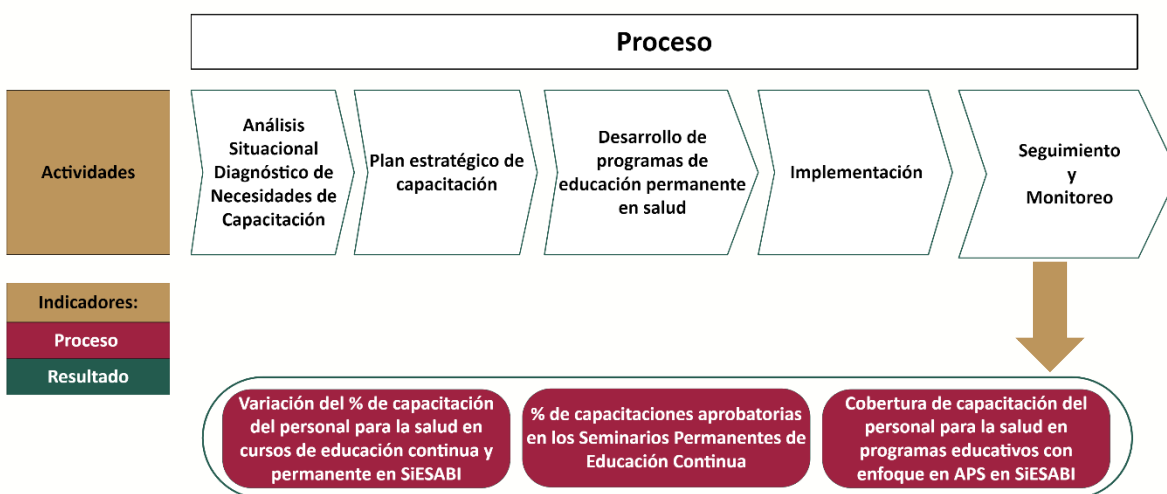 Proceso
Actividades
Análisis
Situacional
Diagnóstico de
Necesidades de
Capacitación
Plan estratégico de
capacitación
Desarrollo de
programas de
educación permanente
en salud
Implementación
Seguimiento
y
Monitoreo
Indicadores:
Proceso
Resultado
Variación del % de capacitación
del personal para la salud en
cursos de educación continua y
permanente en SiESABI
% de capacitaciones aprobatorias
en los Seminarios Permanentes de
Educación Continua
Cobertura de capacitación del
personal para la salud en
programas educativos con
enfoque en APS en SiESABI